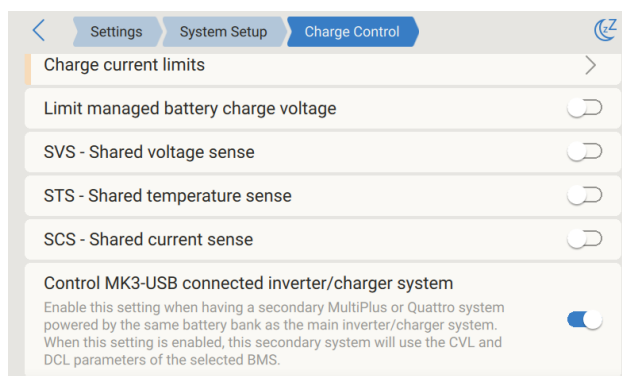 Settings System Setup Charge Control
Charge current limits
Limit managed battery charge voltage
SVS - Shared voltage sense
STS - Shared temperature sense
SCS - Shared current sense
Control MK3-USB connected inverter/charger system
Enable this setting when having a secondary MultiPlus or Quattro system
powered by the same battery bank as the main inverter/charger system.
When this setting is enabled, this secondary system will use the CVL and
DCL parameters of the selected BMS.